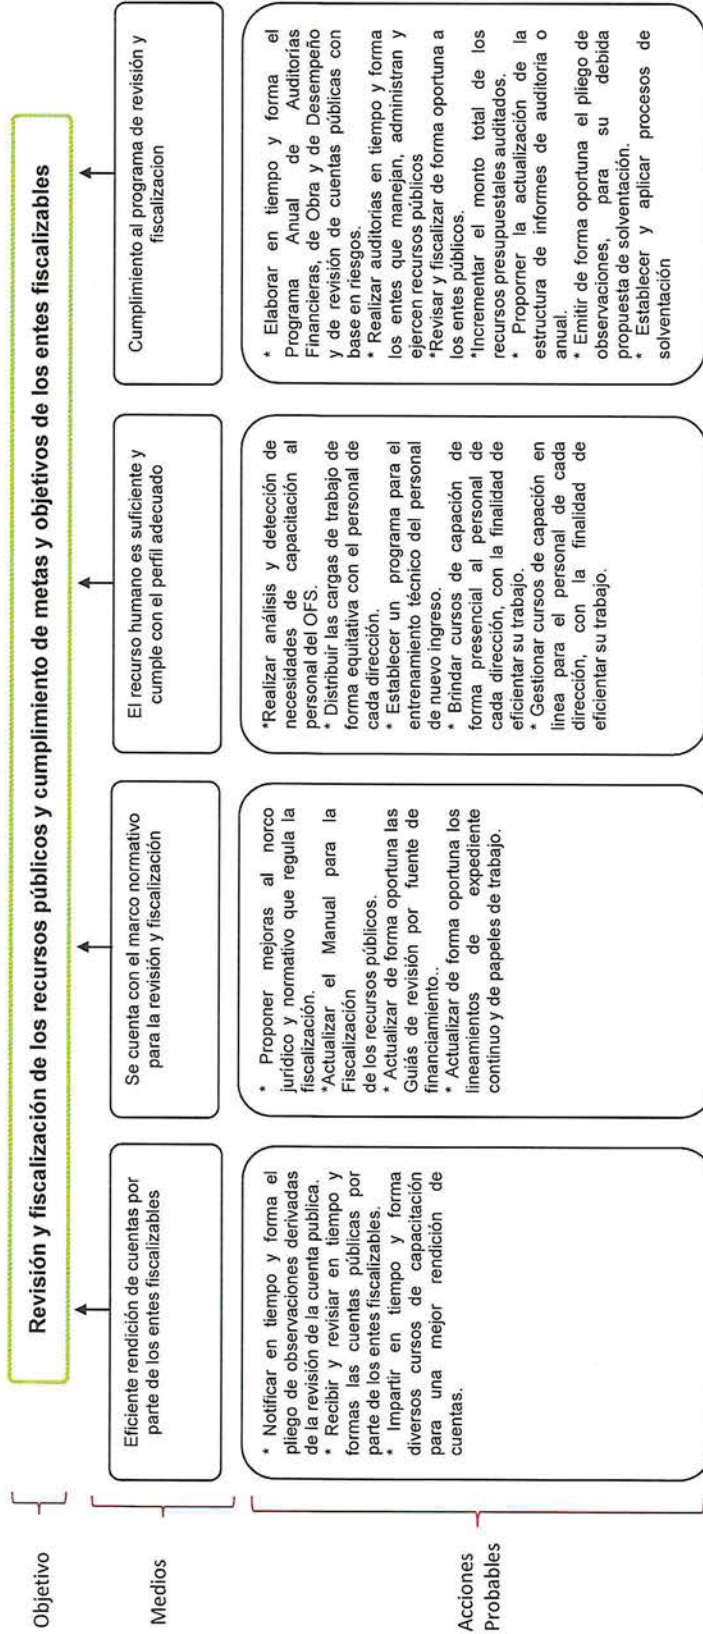 Objetivo
Revisión y fiscalización de los recursos públicos y cumplimiento de metas y objetivos de los entes fiscalizables
Medios
Eficiente rendición de cuentas por
parte de los entes fiscalizables
Se cuenta con el marco normativo
para la revisión y fiscalización
El recurso humano es suficiente y
cumple con el perfil adecuado
Cumplimiento al programa de revisión y
fiscalizacion
Acciones
Probables
* Notificar en tiempo y forma el
pliego de observaciones derivadas
de la revisión de la cuenta publica.
* Recibir y revisiar en tiempo y
formas las cuentas públicas por
parte de los entes fiscalizables.
* Impartir en tiempo y forma
diversos cursos de capacitación
para una mejor rendición de
cuentas.
* Proponer mejoras al norco
jurídico y normativo que regula la
fiscalización.
*Actualizar el Manual para la
Fiscalización
de los recursos públicos.
* Actualizar de forma oportuna las
Guiás de revisión por fuente de
financiamiento..
* Actualizar de forma oportuna los
lineamientos de expediente
continuo y de papeles de trabajo.
*Realizar análisis y detección de
necesidades de capacitación al
personal del OFS.
* Distribuir las cargas de trabajo de
forma equitativa con el personal de
cada dirección.
* Establecer un programa para el
entrenamiento técnico del personal
de nuevo ingreso.
* Brindar cursos de capación de
forma presencial al personal de
cada dirección, con la finalidad de
eficientar su trabajo.
* Gestionar cursos de capación en
linea para el personal de cada
dirección, con la finalidad de
eficientar su trabajo.
* Elaborar en tiempo y forma el
Programa Anual de Auditorías
Financieras, de Obra y de Desempeño
y de revisión de cuentas públicas con
base en riesgos.
* Realizar auditorías en tiempo y forma
los entes que manejan, administran y
ejercen recursos públicos
*Revisar y fiscalizar de forma oportuna a
los entes públicos.
*Incrementar el monto total de los
recursos presupuestales auditados.
* Proporner la actualización de la
estructura de informes de auditoria o
anual.
* Emitir de forma oportuna el pliego de
observaciones, para su debida
propuesta de solventación.
* Establecer y aplicar procesos de
solventación